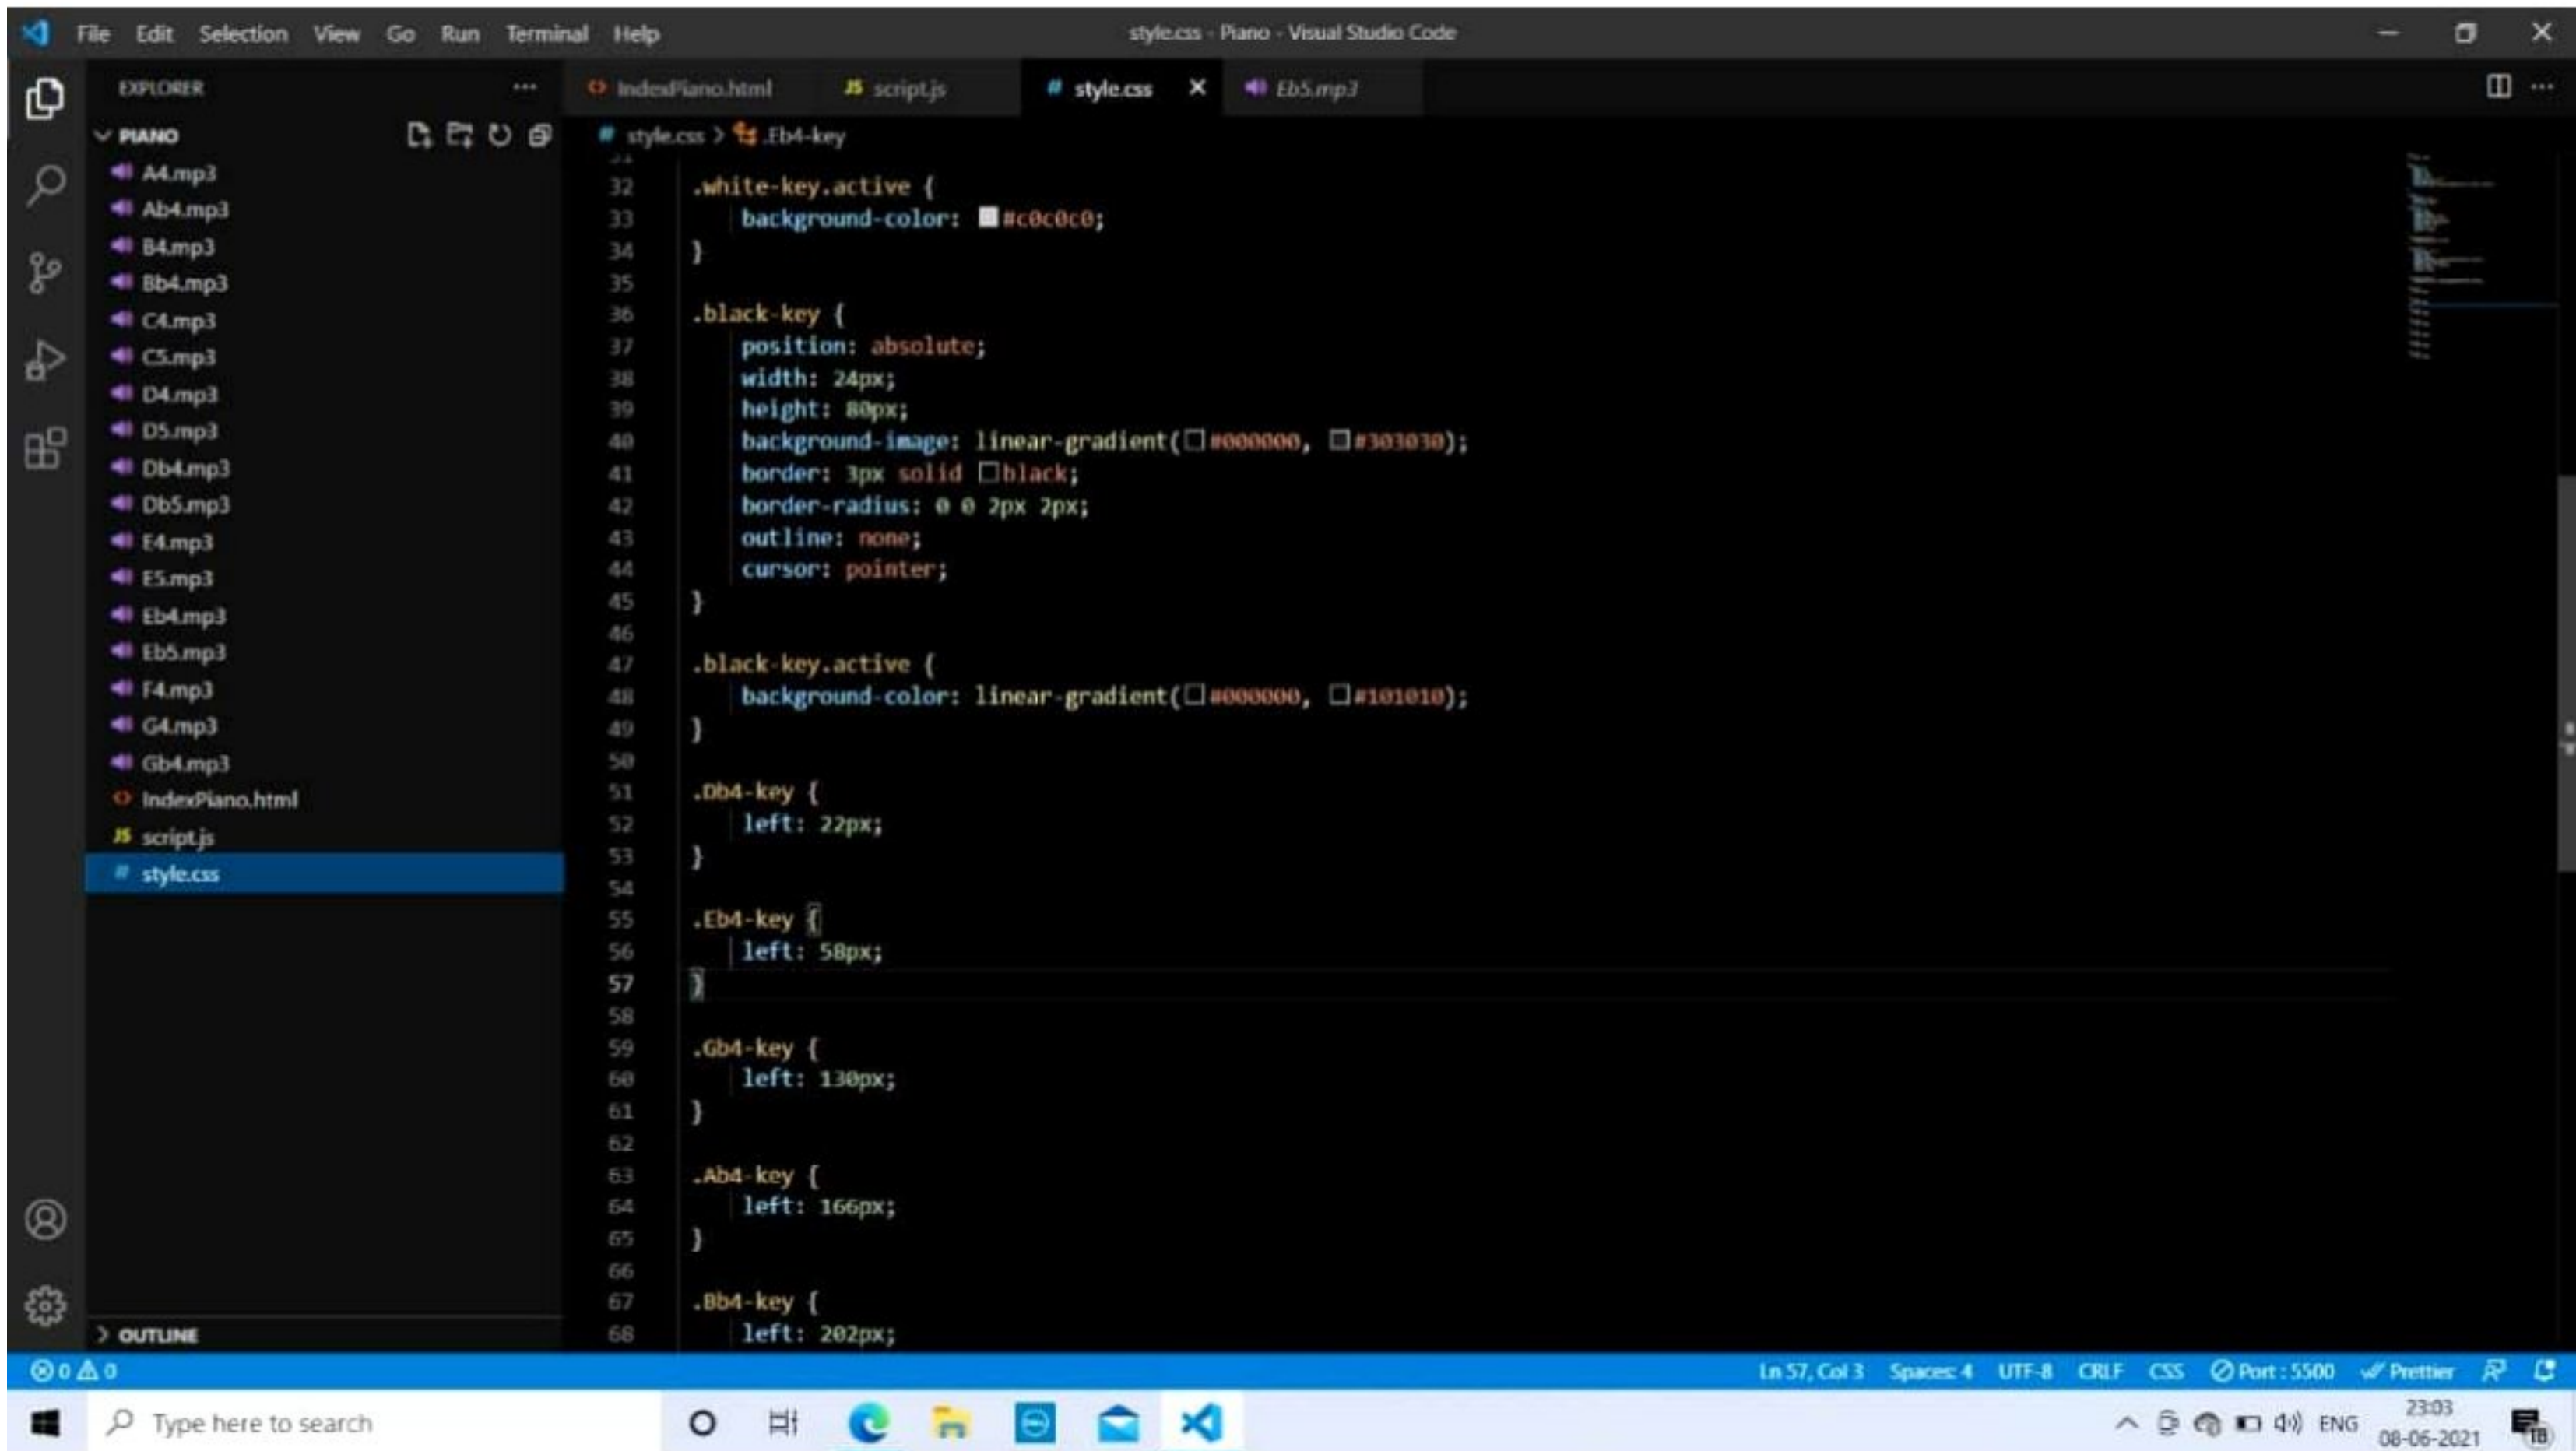 File Edit Selection View Go Run Terminal Help
style.css - Piano - Visual Studio Code
EXPLORER
IndexPiano.html
JS script.js
# style.css
Eb5.mp3
PIANO
# style.css > .Eb4-key
A4.mp3
Ab4.mp3
B4.mp3
Bb4.mp3
C4.mp3
C5.mp3
D4.mp3
D5.mp3
Db4.mp3
Db5.mp3
E4.mp3
E5.mp3
Eb4.mp3
Eb5.mp3
F4.mp3
G4.mp3
Gb4.mp3
IndexPiano.html
JS script.js
# style.css
OUTLINE
31
32 .white-key.active {
33 background-color: #c0c0c0;
34 }
35
36 .black-key {
37 position: absolute;
38 width: 24px;
39 height: 80px;
40 background-image: linear-gradient(#000000, #303030);
41 border: 3px solid black;
42 border-radius: 0 0 2px 2px;
43 outline: none;
44 cursor: pointer;
45 }
46
47 .black-key.active {
48 background-color: linear-gradient(#000000, #101010);
49 }
50
51 .Db4-key {
52 left: 22px;
53 }
54
55 .Eb4-key {
56 left: 58px;
57 }
58
59 .Gb4-key {
60 left: 130px;
61 }
62
63 .Ab4-key {
64 left: 166px;
65 }
66
67 .Bb4-key {
68 left: 202px;
0 0
Ln 57, Col 3 Spaces: 4 UTF-8 CRLF CSS Port : 5500 Prettier
Type here to search
DELL
ENG
23:03
08-06-2021
18